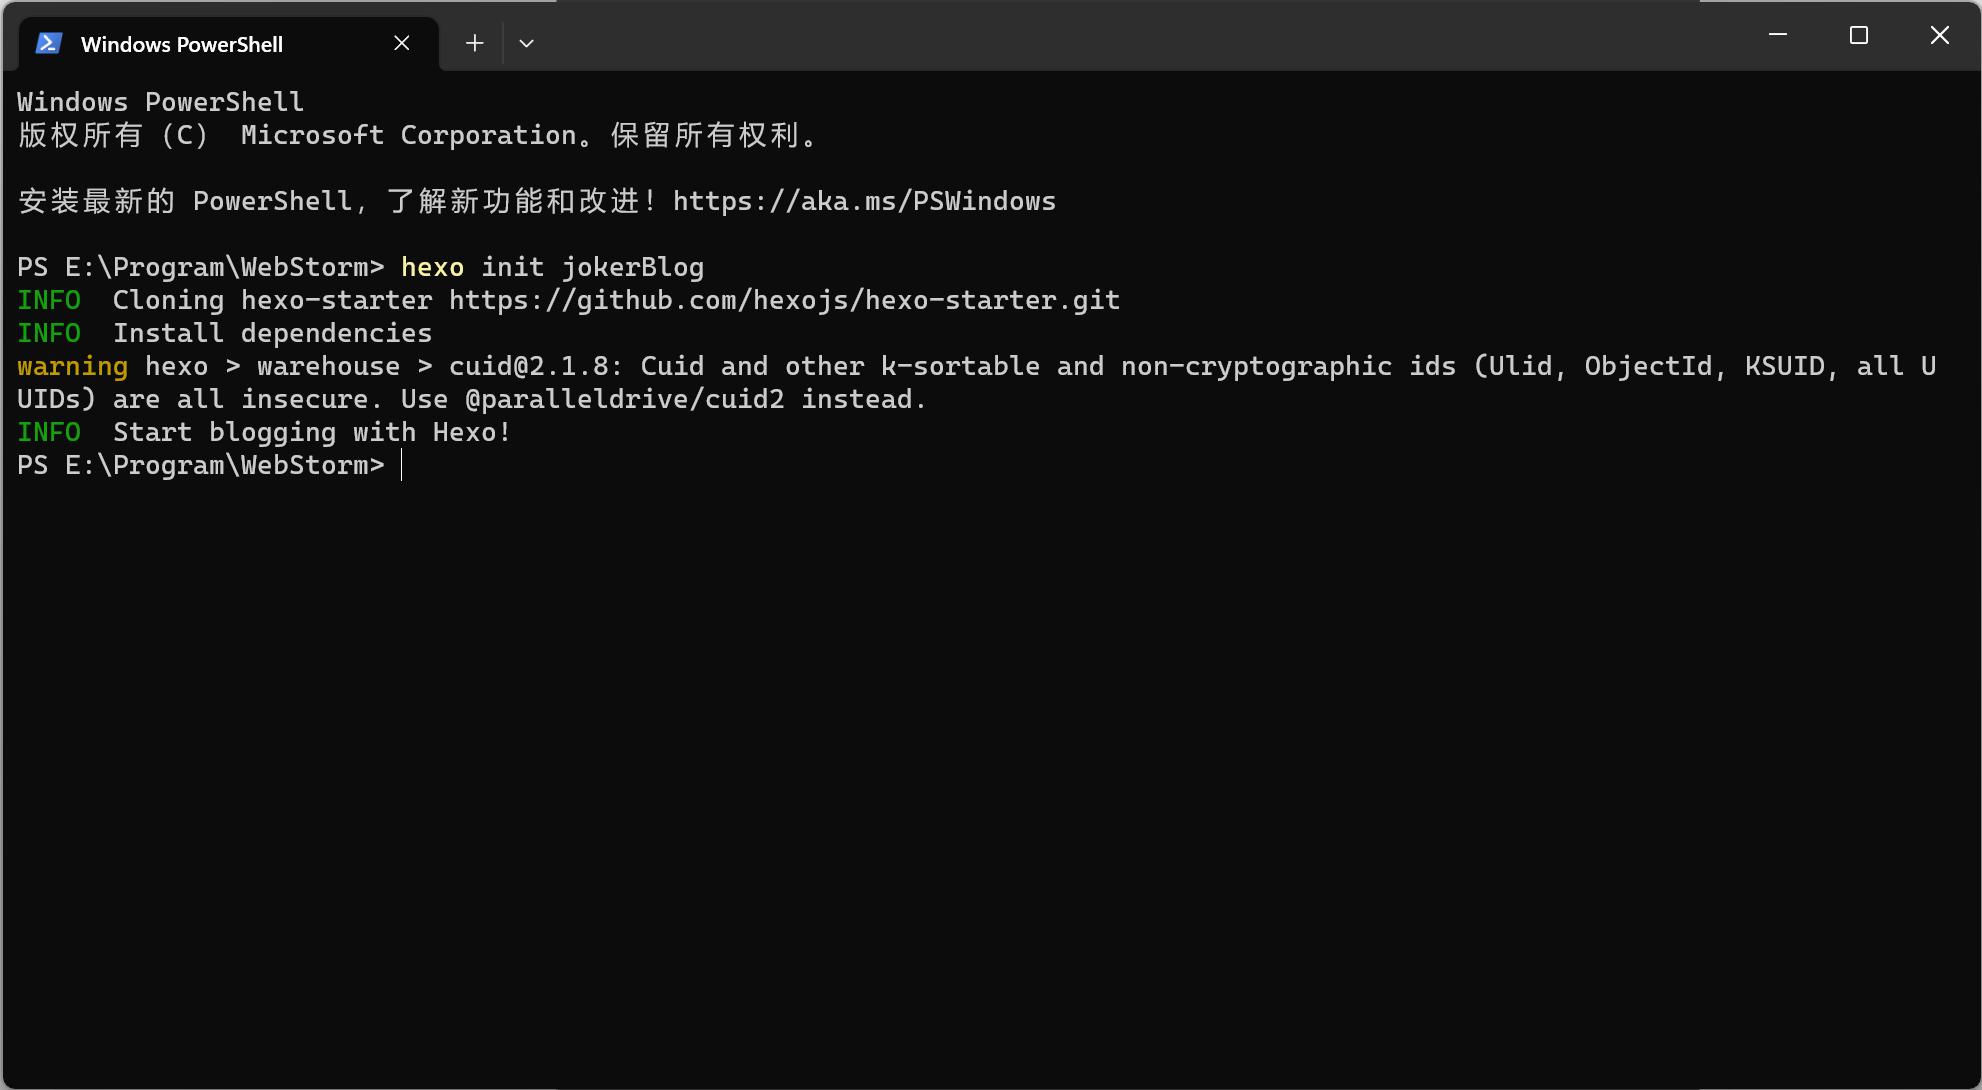 Windows PowerShell
Windows PowerShell
版权所有 (C)  Microsoft Corporation。保留所有权利。
安装最新的 PowerShell，了解新功能和改进！https://aka.ms/PSWindows
PS E:\Program\WebStorm> hexo init jokerBlog
INFO  Cloning hexo-starter https://github.com/hexojs/hexo-starter.git
INFO  Install dependencies
warning hexo > warehouse > cuid@2.1.8: Cuid and other k-sortable and non-cryptographic ids (Ulid, ObjectId, KSUID, all U
UIDs) are all insecure. Use @paralleldrive/cuid2 instead.
INFO  Start blogging with Hexo!
PS E:\Program\WebStorm>